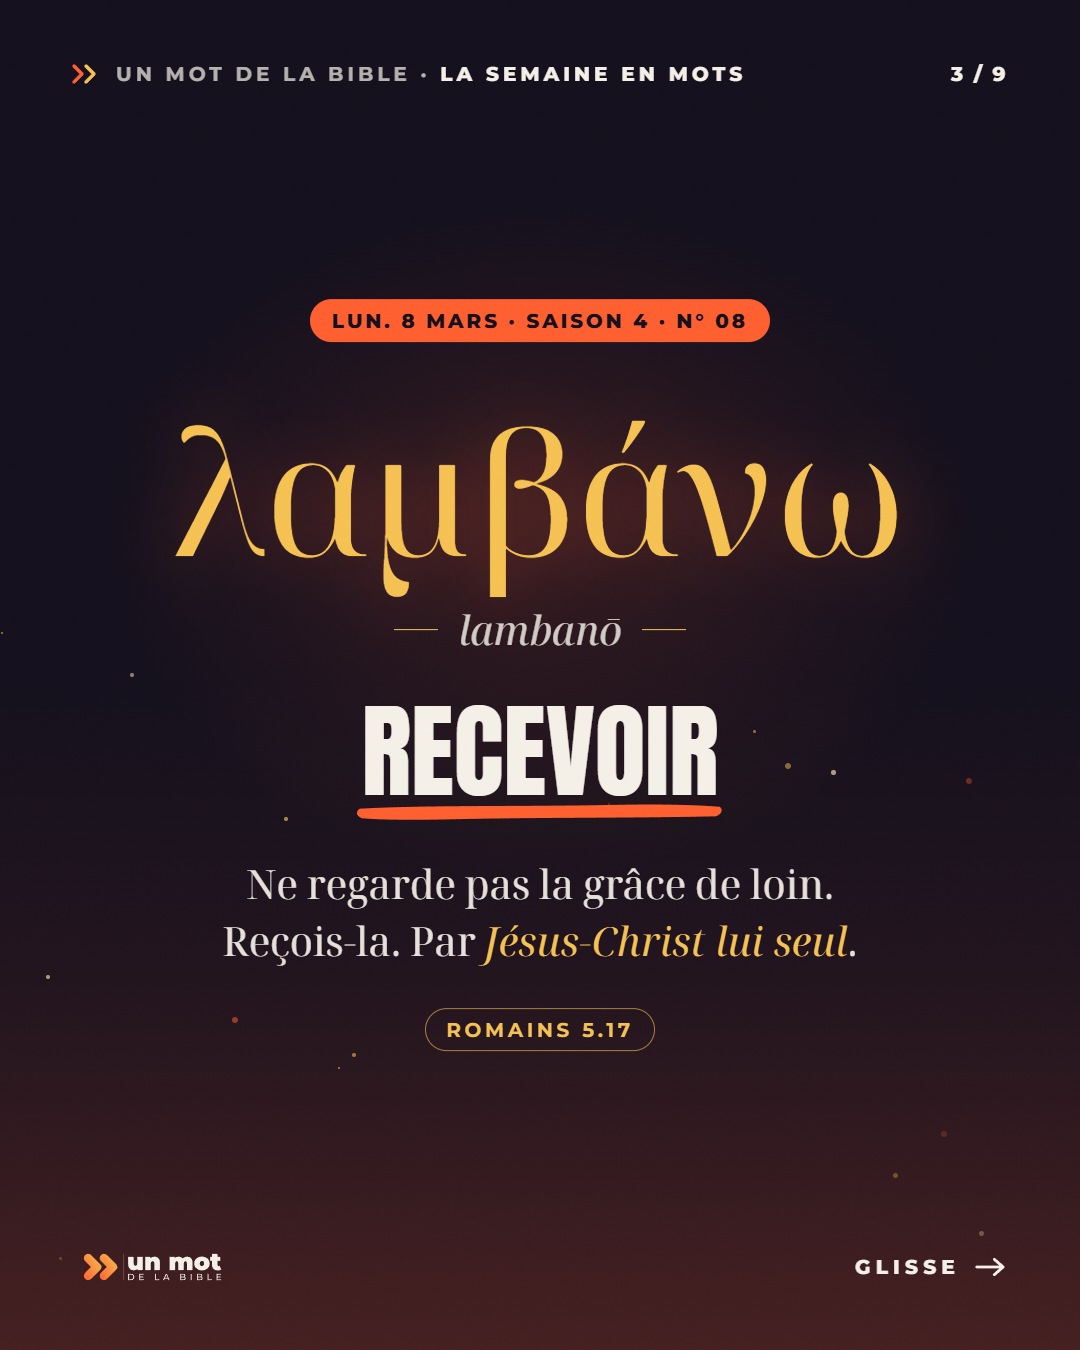 UN MOT DE LA BIBLE · LA SEMAINE EN MOTS
3 / 9
LUN. 8 MARS · SAISON 4 · N° 08
λαμβάνω
lambanō
RECEVOIR
Ne regarde pas la grâce de loin.
Reçois-la. Par Jésus-Christ lui seul.
ROMAINS 5.17
un mot
DE LA BIBLE
GLISSE →